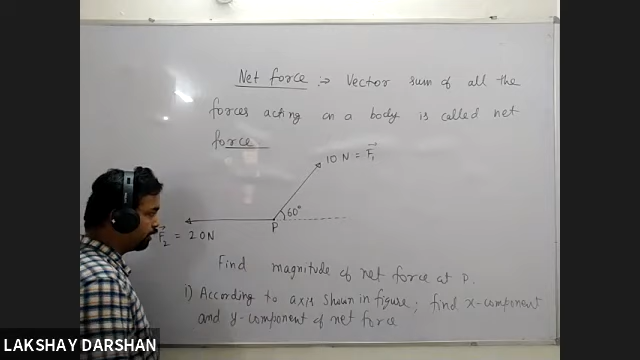 Net force :→ Vector sum of all the
forces acting on a body is called net
force
10 N = F⃗₁
60°
P
F⃗₂ = 20N
Find magnitude of net force at P.
1) According to axis shown in figure; find x-component
and y-component of net force
LAKSHAY DARSHAN